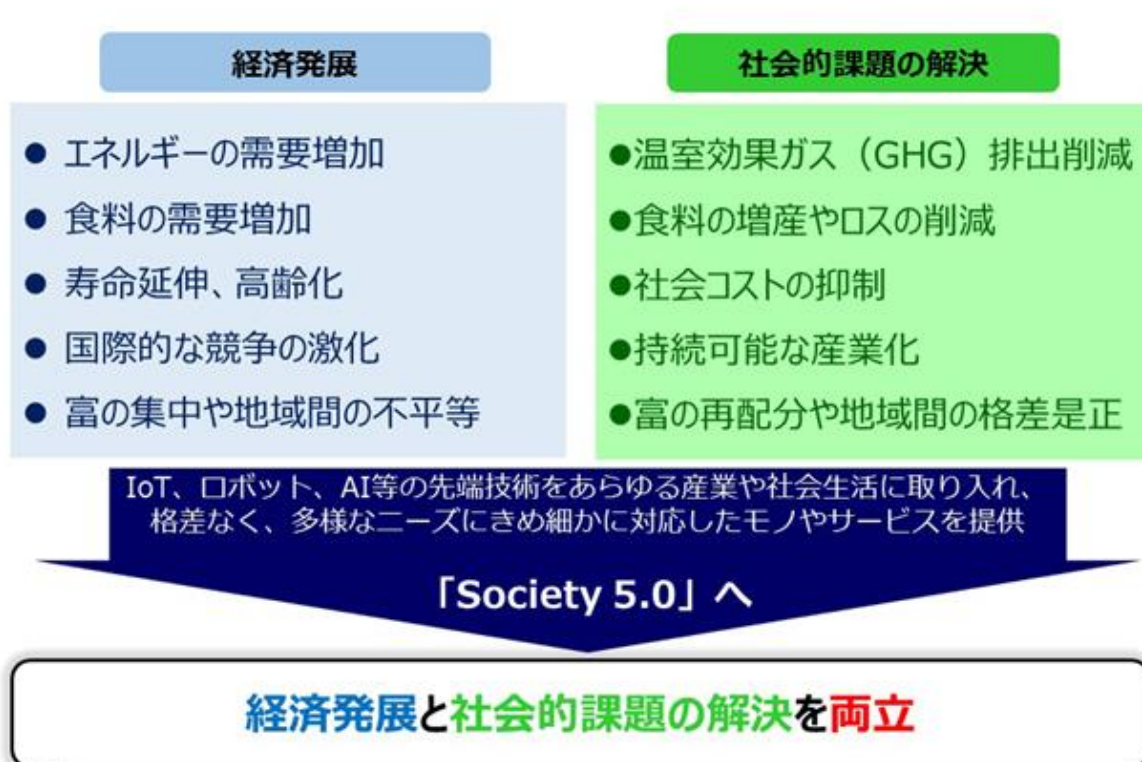 経済発展
● エネルギーの需要増加
● 食料の需要増加
● 寿命延伸、高齢化
● 国際的な競争の激化
● 富の集中や地域間の不平等
社会的課題の解決
●温室効果ガス（GHG）排出削減
●食料の増産やロスの削減
●社会コストの抑制
●持続可能な産業化
●富の再配分や地域間の格差是正
IoT、ロボット、AI等の先端技術をあらゆる産業や社会生活に取り入れ、
格差なく、多様なニーズにきめ細かに対応したモノやサービスを提供
「Society 5.0」へ
経済発展と社会的課題の解決を両立